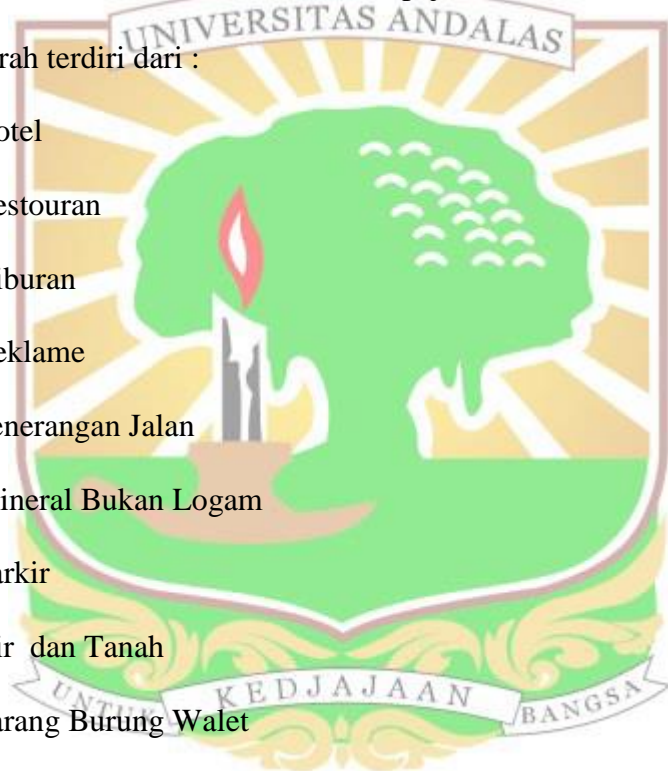 UNIVERSITAS ANDALAS
rah terdiri dari :
otel
estouran
iburan
eklame
enerangan Jalan
ineral Bukan Logam
arkir
ir dan Tanah
arang Burung Walet
UNTUK KEDJAJAAN BANGSA